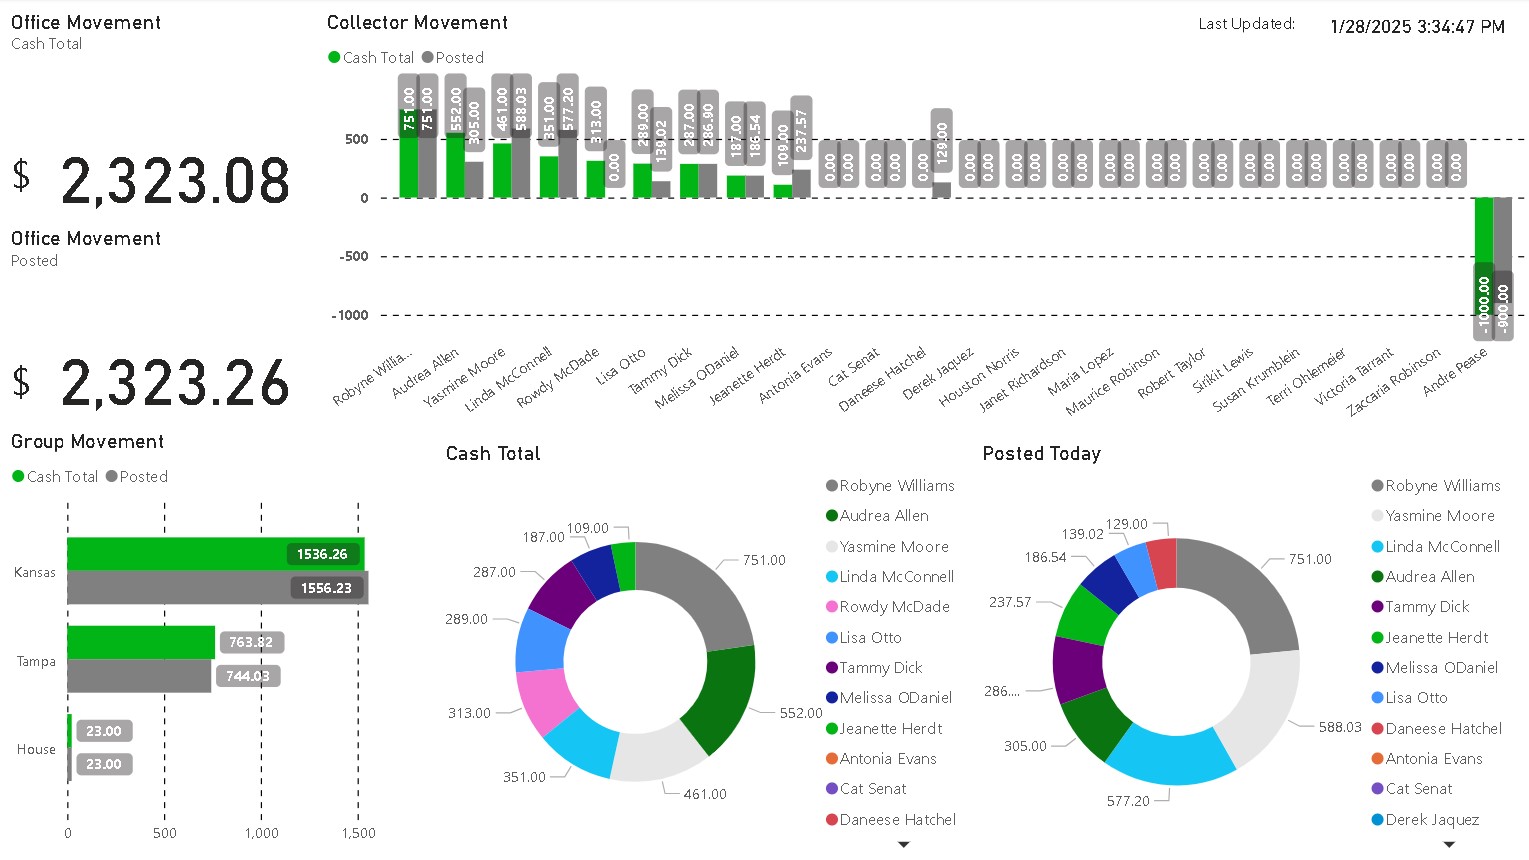 Office Movement
Cash Total
$ 2,323.08
Office Movement
Posted
$ 2,323.26
Collector Movement
Last Updated: 1/28/2025 3:34:47 PM
Cash Total Posted
500
0
-500
-1000
751.00 751.00 552.00 305.00 461.00 588.03 351.00 577.20 313.00 0.00 289.00 139.02 287.00 286.90 187.00 186.54 109.00 237.57 0.00 0.00 0.00 0.00 0.00 129.00 0.00 0.00 0.00 0.00 0.00 0.00 0.00 0.00 0.00 0.00 0.00 0.00 0.00 0.00 0.00 0.00 0.00 0.00 0.00 0.00 0.00 0.00 -1000.00 -900.00
Robyne Willia...
Audrea Allen
Yasmine Moore
Linda McConnell
Rowdy McDade
Lisa Otto
Tammy Dick
Melissa ODaniel
Jeanette Herdt
Antonia Evans
Cat Senat
Daneese Hatchel
Derek Jaquez
Houston Norris
Janet Richardson
Maria Lopez
Maurice Robinson
Robert Taylor
Sirikit Lewis
Susan Krumblein
Terri Ohlemeier
Victoria Tarrant
Zaccaria Robinson
Andre Pease
Group Movement
Cash Total Posted
Kansas
1536.26
1556.23
Tampa
763.82
744.03
House
23.00
23.00
0 500 1,000 1,500
Cash Total
751.00
552.00
461.00
351.00
313.00
289.00
287.00
187.00
109.00
Robyne Williams
Audrea Allen
Yasmine Moore
Linda McConnell
Rowdy McDade
Lisa Otto
Tammy Dick
Melissa ODaniel
Jeanette Herdt
Antonia Evans
Cat Senat
Daneese Hatchel
Posted Today
751.00
588.03
577.20
305.00
286....
237.57
186.54
139.02
129.00
Robyne Williams
Yasmine Moore
Linda McConnell
Audrea Allen
Tammy Dick
Jeanette Herdt
Melissa ODaniel
Lisa Otto
Daneese Hatchel
Antonia Evans
Cat Senat
Derek Jaquez